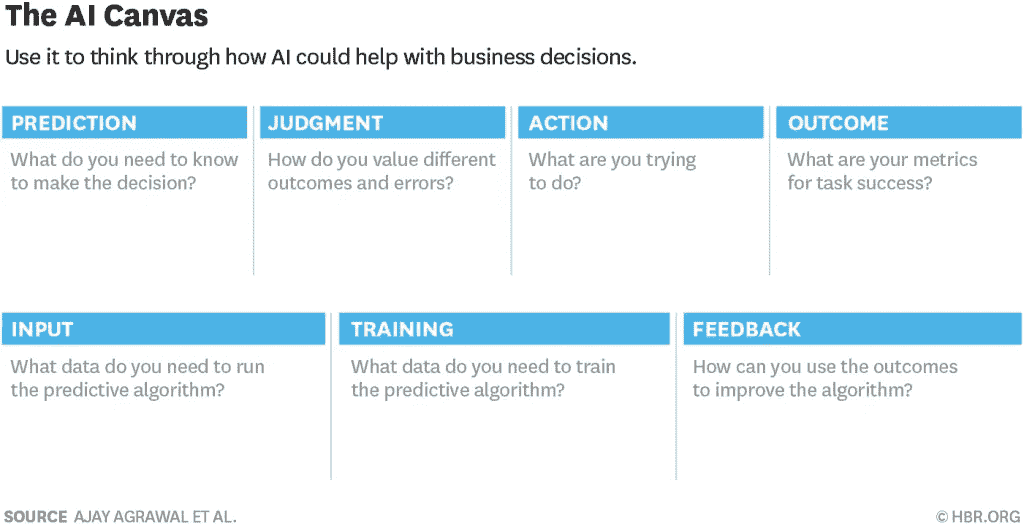 The AI Canvas
Use it to think through how AI could help with business decisions.
PREDICTION
What do you need to know
to make the decision?
JUDGMENT
How do you value different
outcomes and errors?
ACTION
What are you trying
to do?
OUTCOME
What are your metrics
for task success?
INPUT
What data do you need to run
the predictive algorithm?
TRAINING
What data do you need to train
the predictive algorithm?
FEEDBACK
How can you use the outcomes
to improve the algorithm?
SOURCE AJAY AGRAWAL ET AL.
© HBR.ORG